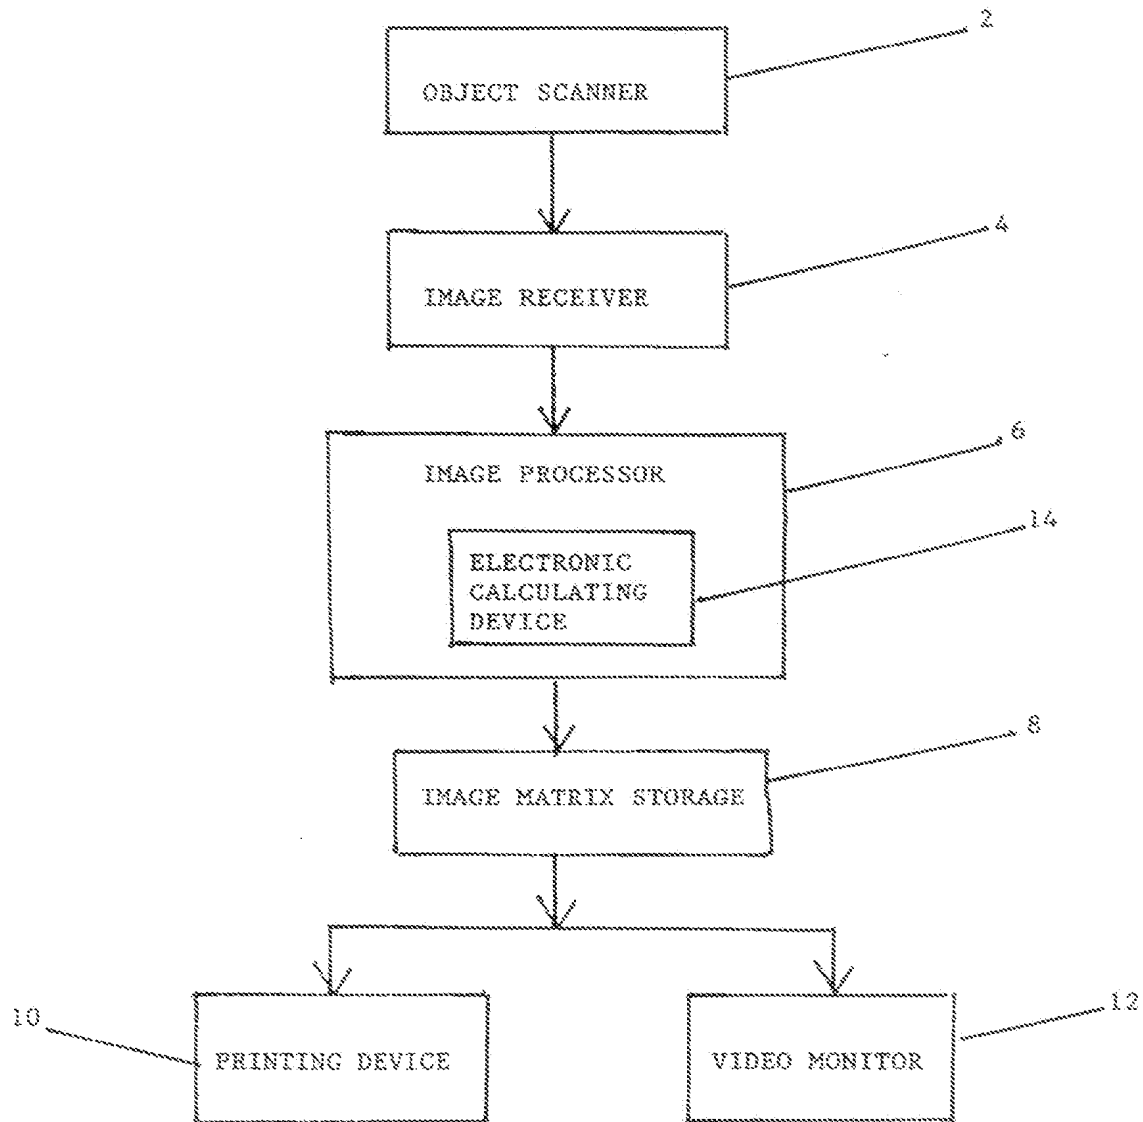 2
OBJECT SCANNER
4
IMAGE RECEIVER
6
IMAGE PROCESSOR
14
ELECTRONIC
CALCULATING
DEVICE
8
IMAGE MATRIX STORAGE
10
PRINTING DEVICE
12
VIDEO MONITOR